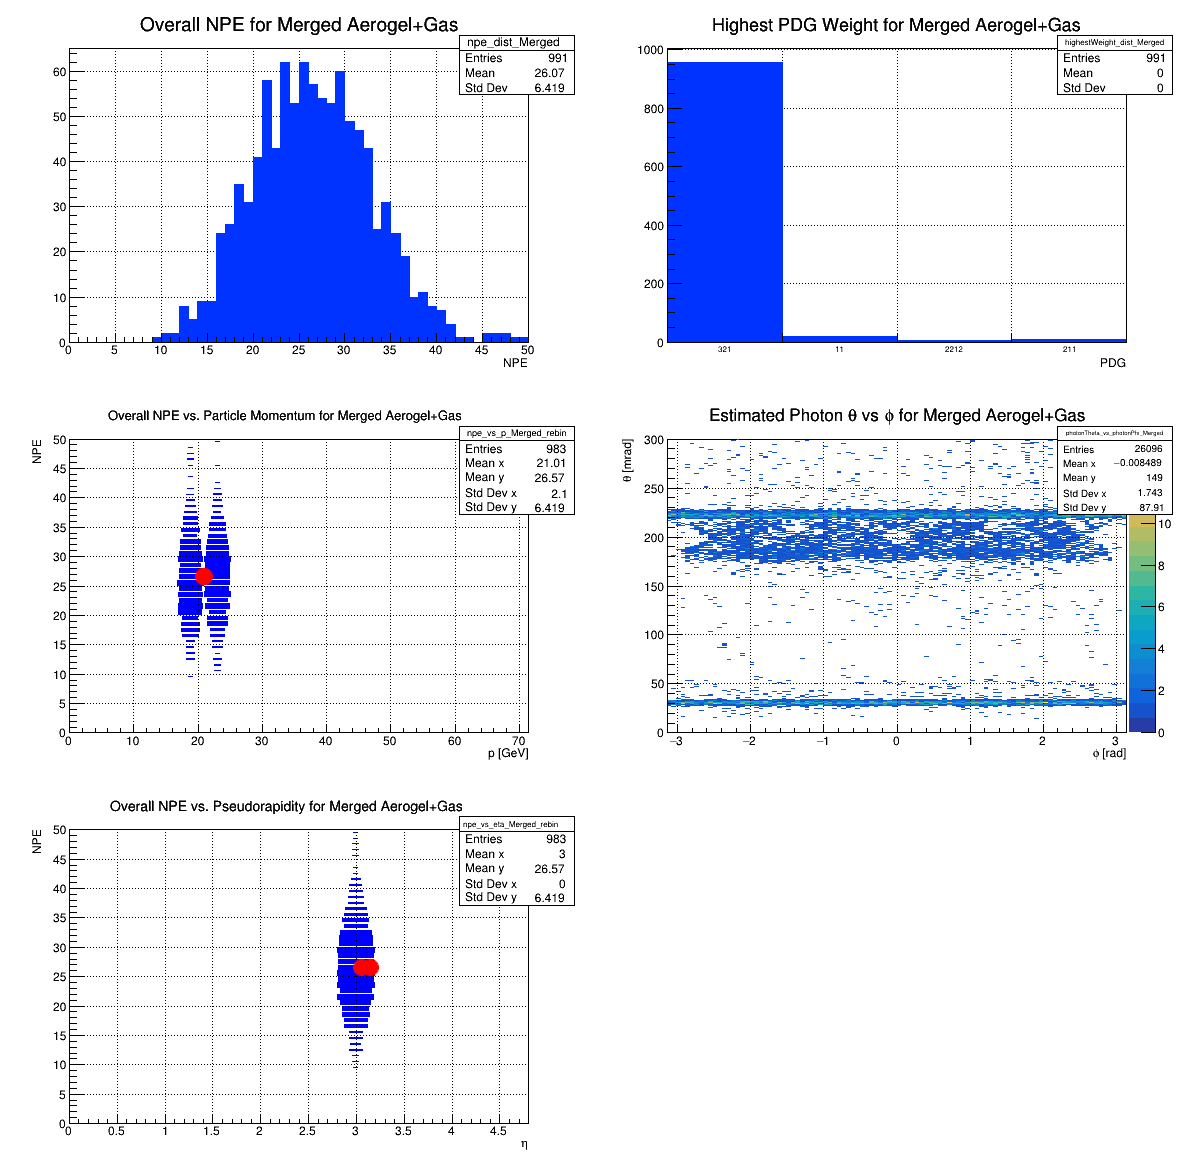 Overall NPE for Merged Aerogel+Gas
npe_dist_Merged
Entries 991
Mean 26.07
Std Dev 6.419
60
50
40
30
20
10
0
0 5 10 15 20 25 30 35 40 45 50
NPE
Highest PDG Weight for Merged Aerogel+Gas
highestWeight_dist_Merged
Entries 991
Mean 0
Std Dev 0
1000
800
600
400
200
0
321 11 2212 211
PDG
Overall NPE vs. Particle Momentum for Merged Aerogel+Gas
npe_vs_p_Merged_rebin
Entries 983
Mean x 21.01
Mean y 26.57
Std Dev x 2.1
Std Dev y 6.419
NPE
50
45
40
35
30
25
20
15
10
5
0
0 10 20 30 40 50 60 70
p [GeV]
Estimated Photon θ vs ϕ for Merged Aerogel+Gas
photonTheta_vs_photonPhi_Merged
Entries 26096
Mean x −0.008489
Mean y 149
Std Dev x 1.743
Std Dev y 87.91
θ [mrad]
300
250
200
150
100
50
0
−3 −2 −1 0 1 2 3
ϕ [rad]
10
8
6
4
2
0
Overall NPE vs. Pseudorapidity for Merged Aerogel+Gas
npe_vs_eta_Merged_rebin
Entries 983
Mean x 3
Mean y 26.57
Std Dev x 0
Std Dev y 6.419
NPE
50
45
40
35
30
25
20
15
10
5
0
0 0.5 1 1.5 2 2.5 3 3.5 4 4.5
η